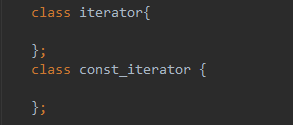 class iterator{
};
class const_iterator {
};